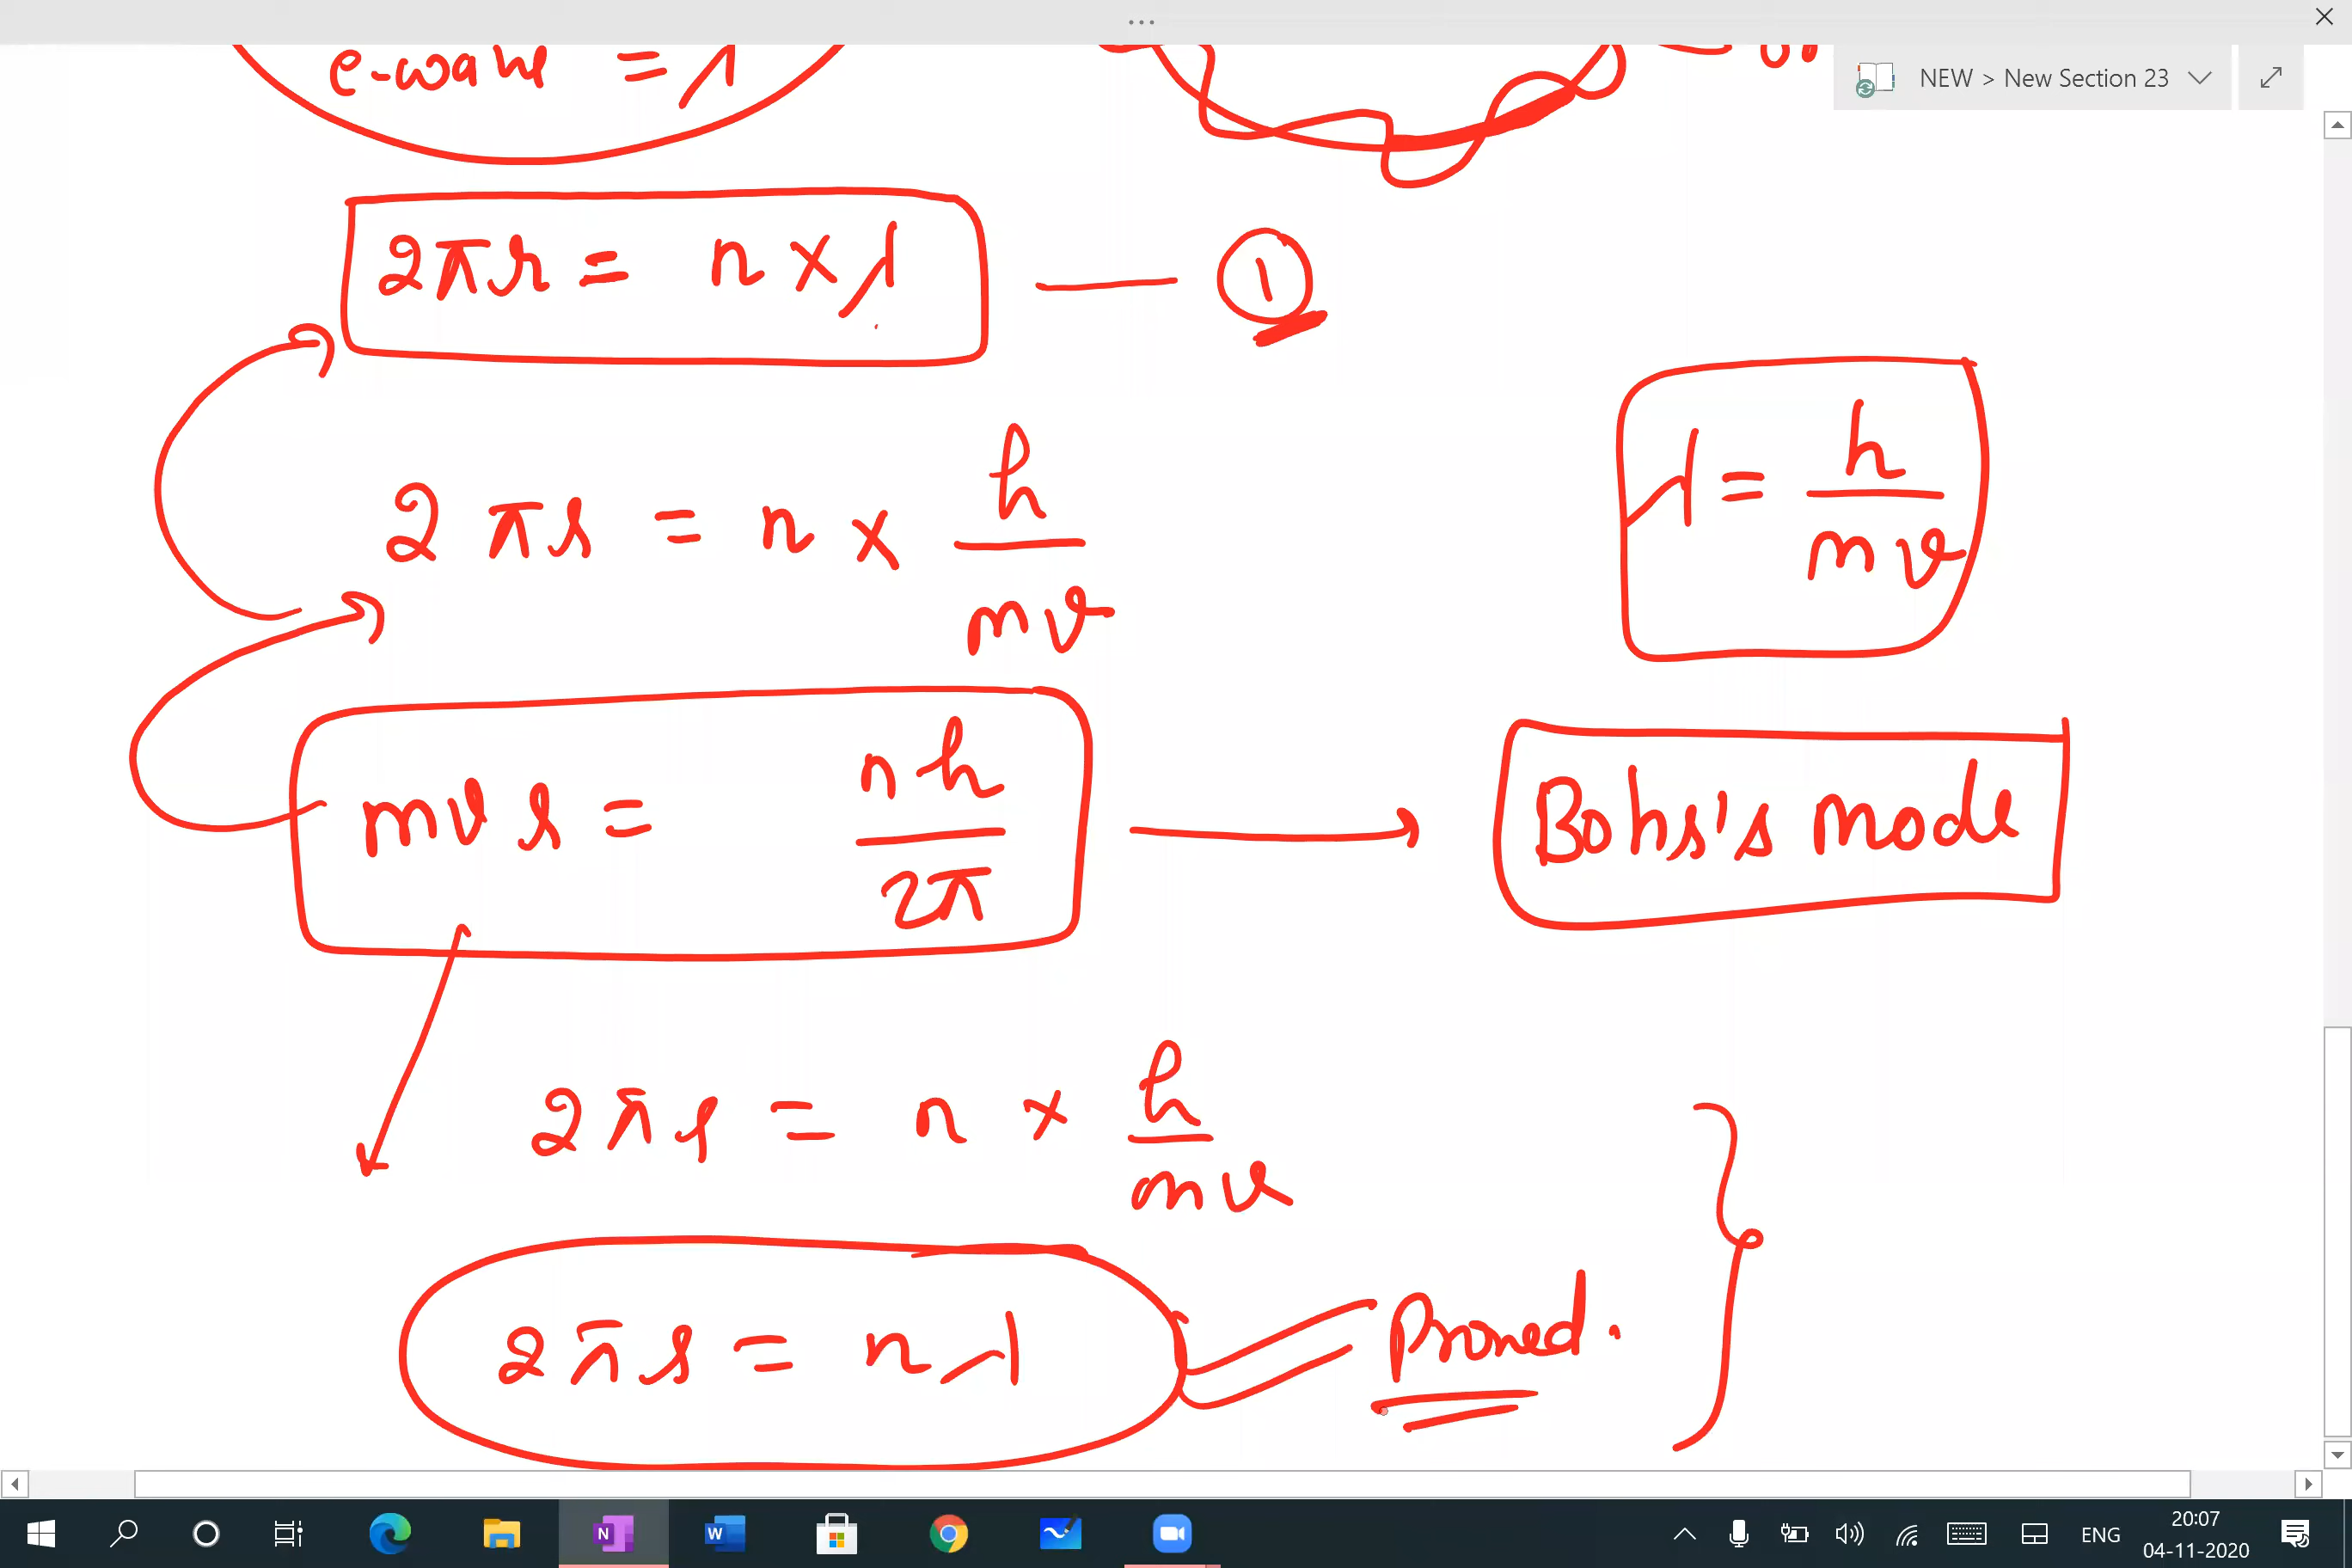 ...
e-wave = λ
NEW > New Section 23
2πr = n × λ — ①
2πr = n × h/mv
λ = h/mv
mvr = nh/2π → Bohr's model
2πr = n × h/mv
2πr = nλ
Proved.
ENG
20:07
04-11-2020